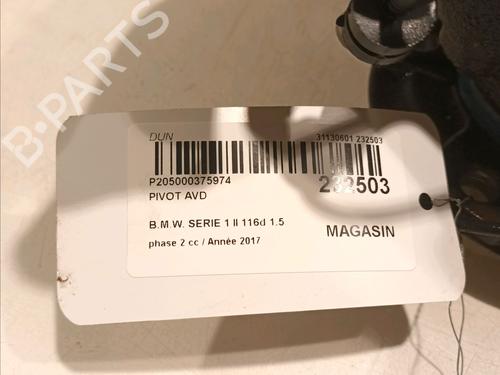 B-PARTS
DUN
31130601 232503
P205000375974
232503
PIVOT AVD
B.M.W. SERIE 1 II 116d 1.5
phase 2 cc / Année 2017
MAGASIN